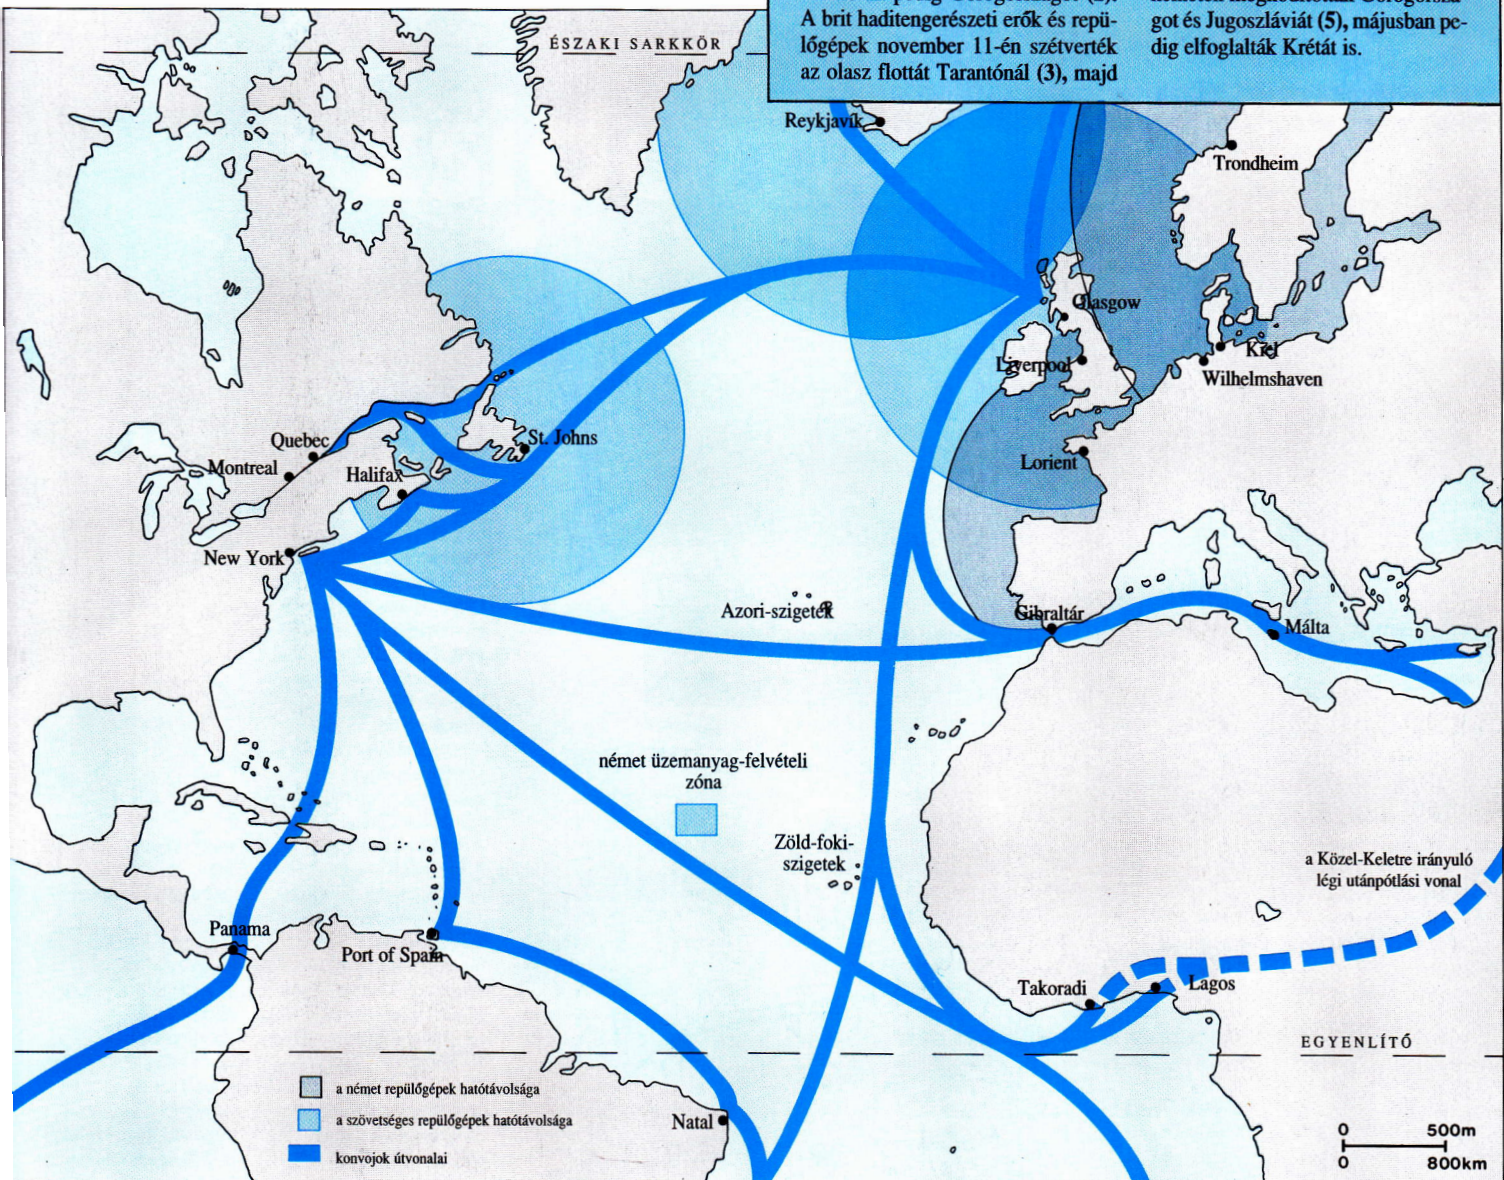 A brit haditengerészeti erők és repü-
lőgépek november 11-én szétverték
az olasz flottát Tarantónál (3), majd
got és Jugoszláviát (5), májusban pe-
dig elfoglalták Krétát is.
ÉSZAKI SARKKÖR
Reykjavík
Trondheim
Glasgow
Liverpool
Kiel
Wilhelmshaven
Lorient
Quebec
Montreal
Halifax
St. Johns
New York
Azori-szigetek
Gibraltár
Málta
német üzemanyag-felvételi
zóna
Zöld-foki-
szigetek
a Közel-Keletre irányuló
légi utánpótlási vonal
Panama
Port of Spain
Takoradi
Lagos
EGYENLÍTŐ
Natal
a német repülőgépek hatótávolsága
a szövetséges repülőgépek hatótávolsága
konvojok útvonalai
0 500m
0 800km